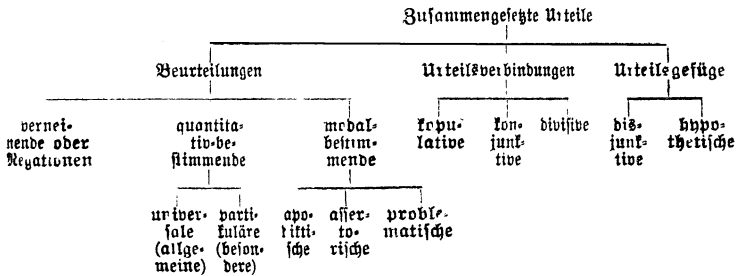 Zusammengesetzte Urteile
Beurteilungen
Urteilsverbindungen
Urteilsgefüge
vernei-
nende oder
Negationen
quantita-
tiv-be-
stimmende
modal-
bestim-
mende
kopu-
lative
kon-
junk-
tive
divisive
dis-
junk-
tive
hypo-
thetische
univer-
sale
(allge-
meine)
parti-
kuläre
(beson-
dere)
apo-
dikti-
sche
asser-
to-
rische
proble-
matische